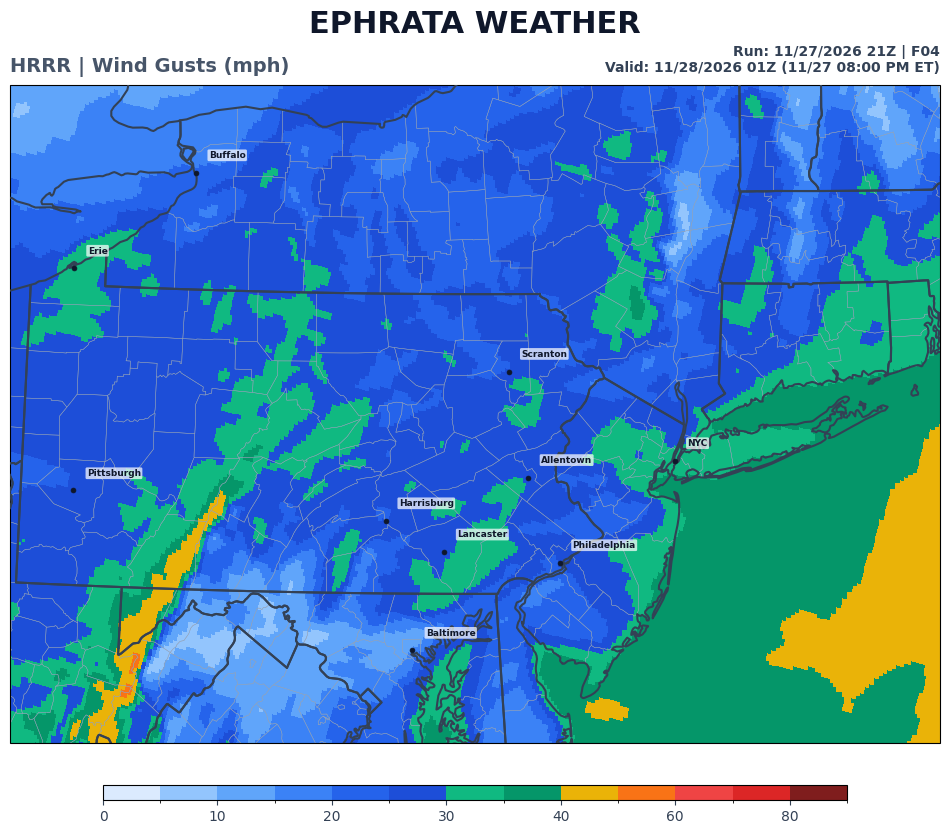 EPHRATA WEATHER
HRRR | Wind Gusts (mph)
Run: 11/27/2026 21Z | F04
Valid: 11/28/2026 01Z (11/27 08:00 PM ET)
Buffalo
Erie
Scranton
NYC
Allentown
Pittsburgh
Harrisburg
Lancaster
Philadelphia
Baltimore
0 10 20 30 40 50 60 70 80